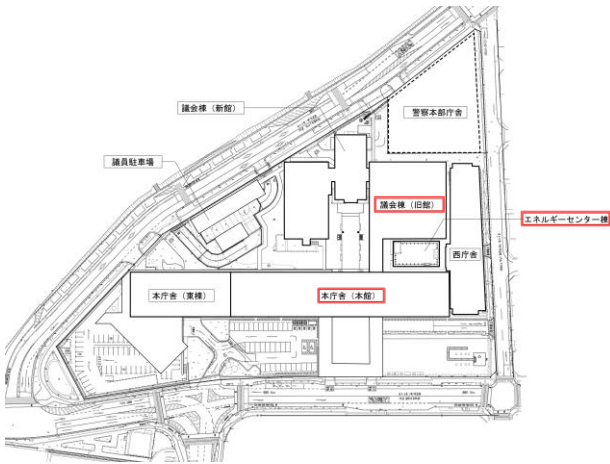 議会棟（新館）
警察本部庁舎
議員駐車場
議会棟（旧館）
エネルギーセンター棟
西庁舎
本庁舎（東棟）
本庁舎（本館）